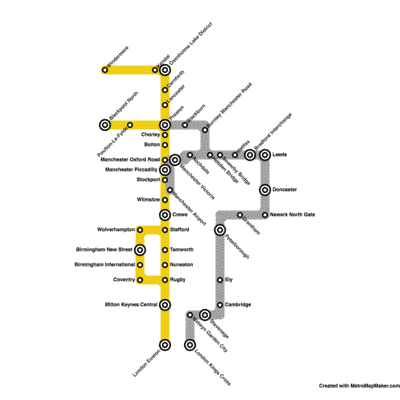 Windermere
Kendal
Oxenholme Lake District
Carnforth
Lancaster
Blackpool North
Poulton-Le-Fylde
Preston
Blackburn
Burnley Manchester Road
Chorley
Bolton
Manchester Oxford Road
Manchester Piccadilly
Stockport
Wilmslow
Crewe
Manchester Victoria
Manchester Airport
Rochdale
Hebden Bridge
Sowerby Bridge
Halifax
Bradford Interchange
Leeds
Doncaster
Newark North Gate
Grantham
Peterborough
Wolverhampton
Stafford
Birmingham New Street
Tamworth
Birmingham International
Nuneaton
Coventry
Rugby
Ely
Milton Keynes Central
Cambridge
Stevenage
Welwyn Garden City
London Euston
London Kings Cross
Created with MetroMapMaker.com